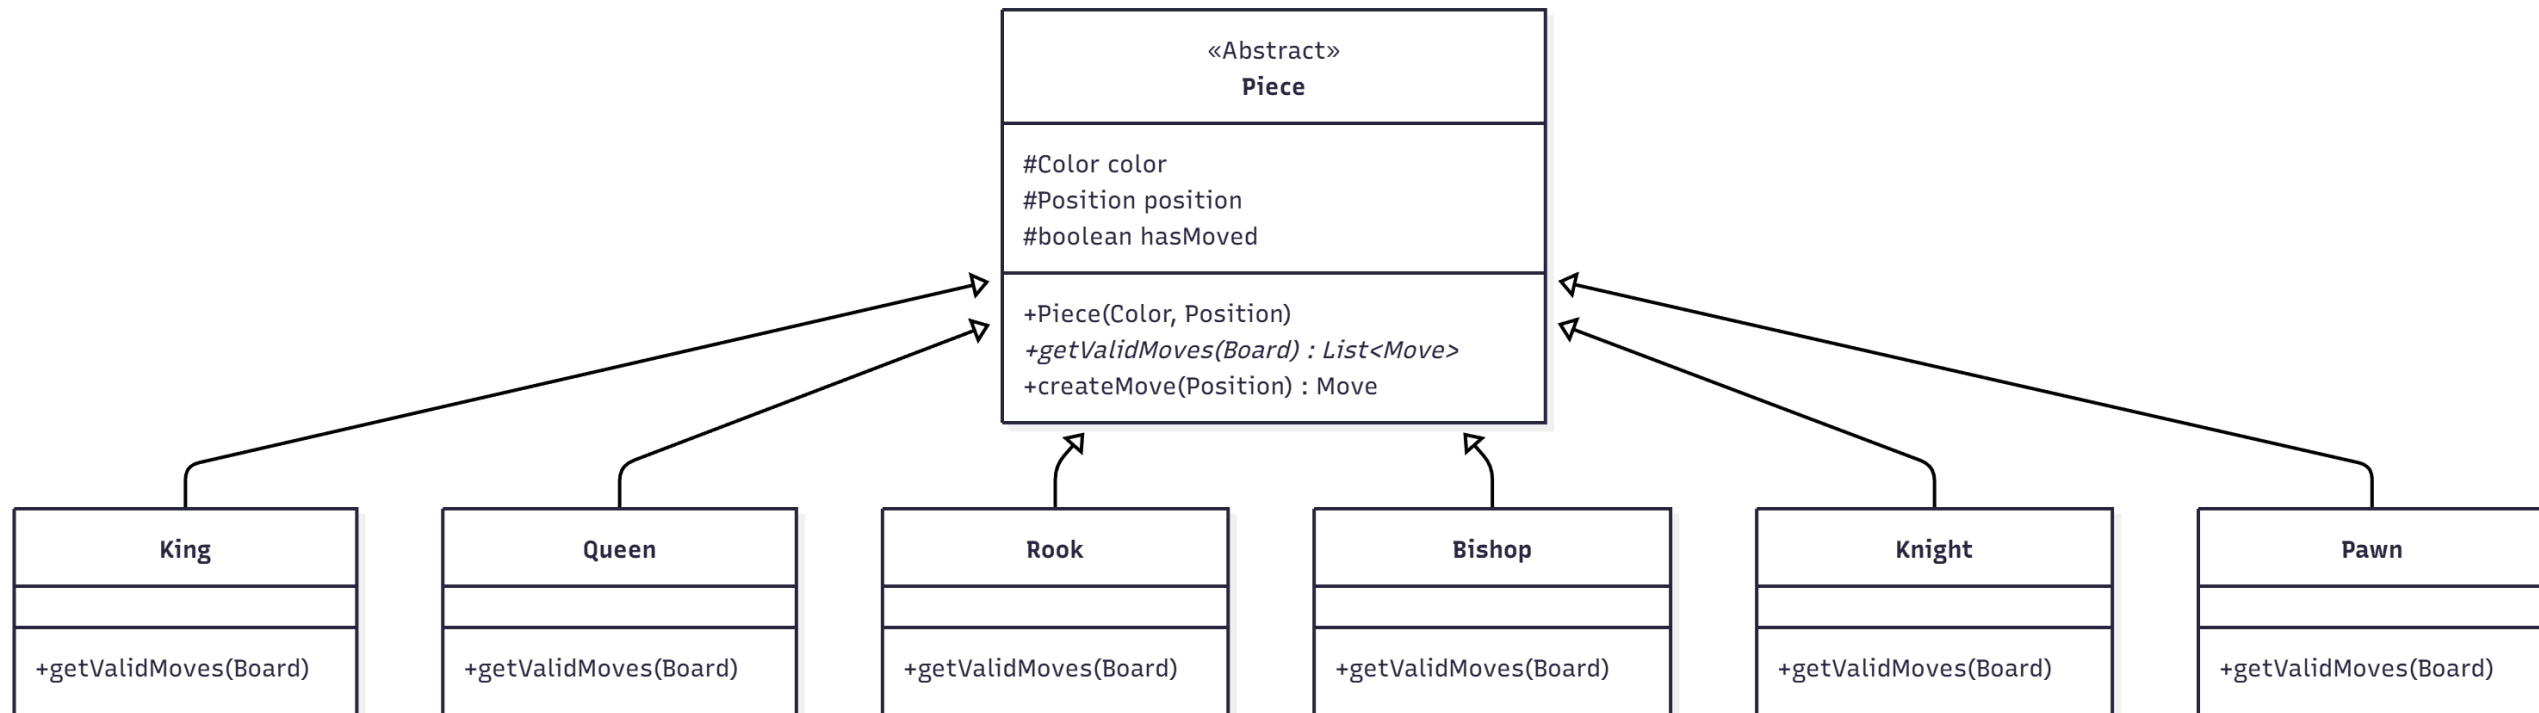 «Abstract»
Piece
#Color color
#Position position
#boolean hasMoved
+Piece(Color, Position)
+getValidMoves(Board) : List<Move>
+createMove(Position) : Move
King
Queen
Rook
Bishop
Knight
Pawn
+getValidMoves(Board)
+getValidMoves(Board)
+getValidMoves(Board)
+getValidMoves(Board)
+getValidMoves(Board)
+getValidMoves(Board)